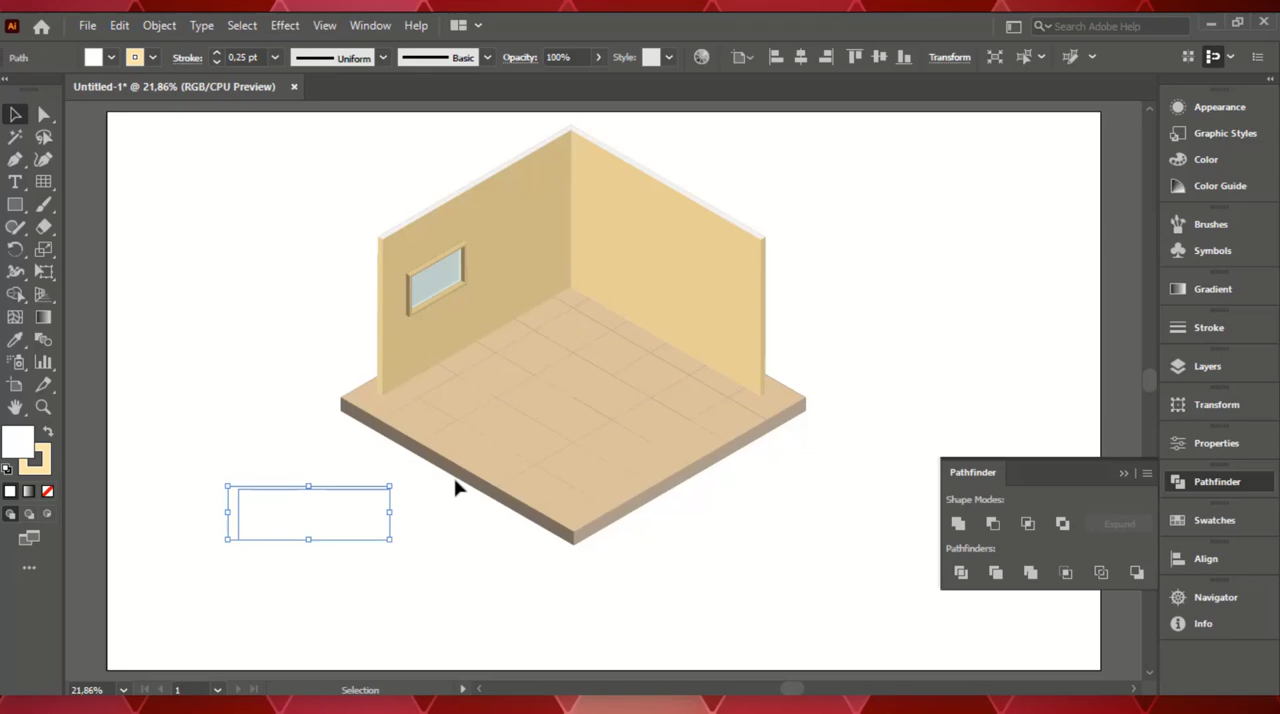 Ai File Edit Object Type Select Effect View Window Help Search Adobe Help
Path Stroke: 0,25 pt Uniform Basic Opacity: 100% Style: Transform
Untitled-1* @ 21,86% (RGB/CPU Preview)
Appearance
Graphic Styles
Color
Color Guide
Brushes
Symbols
Gradient
Stroke
Layers
Transform
Properties
Pathfinder
Swatches
Align
Navigator
Info
Pathfinder
Shape Modes:
Expand
Pathfinders:
21,86% 1 Selection